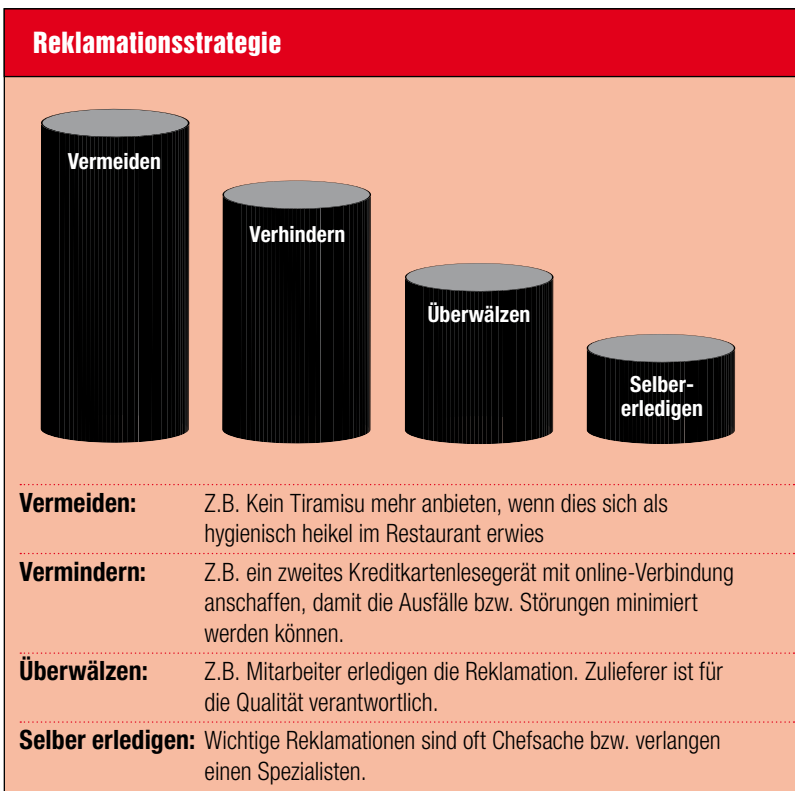 Reklamationsstrategie
Vermeiden
Verhindern
Überwälzen
Selber-
erledigen
Vermeiden: Z.B. Kein Tiramisu mehr anbieten, wenn dies sich als
hygienisch heikel im Restaurant erwies
Vermindern: Z.B. ein zweites Kreditkartenlesegerät mit online-Verbindung
anschaffen, damit die Ausfälle bzw. Störungen minimiert
werden können.
Überwälzen: Z.B. Mitarbeiter erledigen die Reklamation. Zulieferer ist für
die Qualität verantwortlich.
Selber erledigen: Wichtige Reklamationen sind oft Chefsache bzw. verlangen
einen Spezialisten.